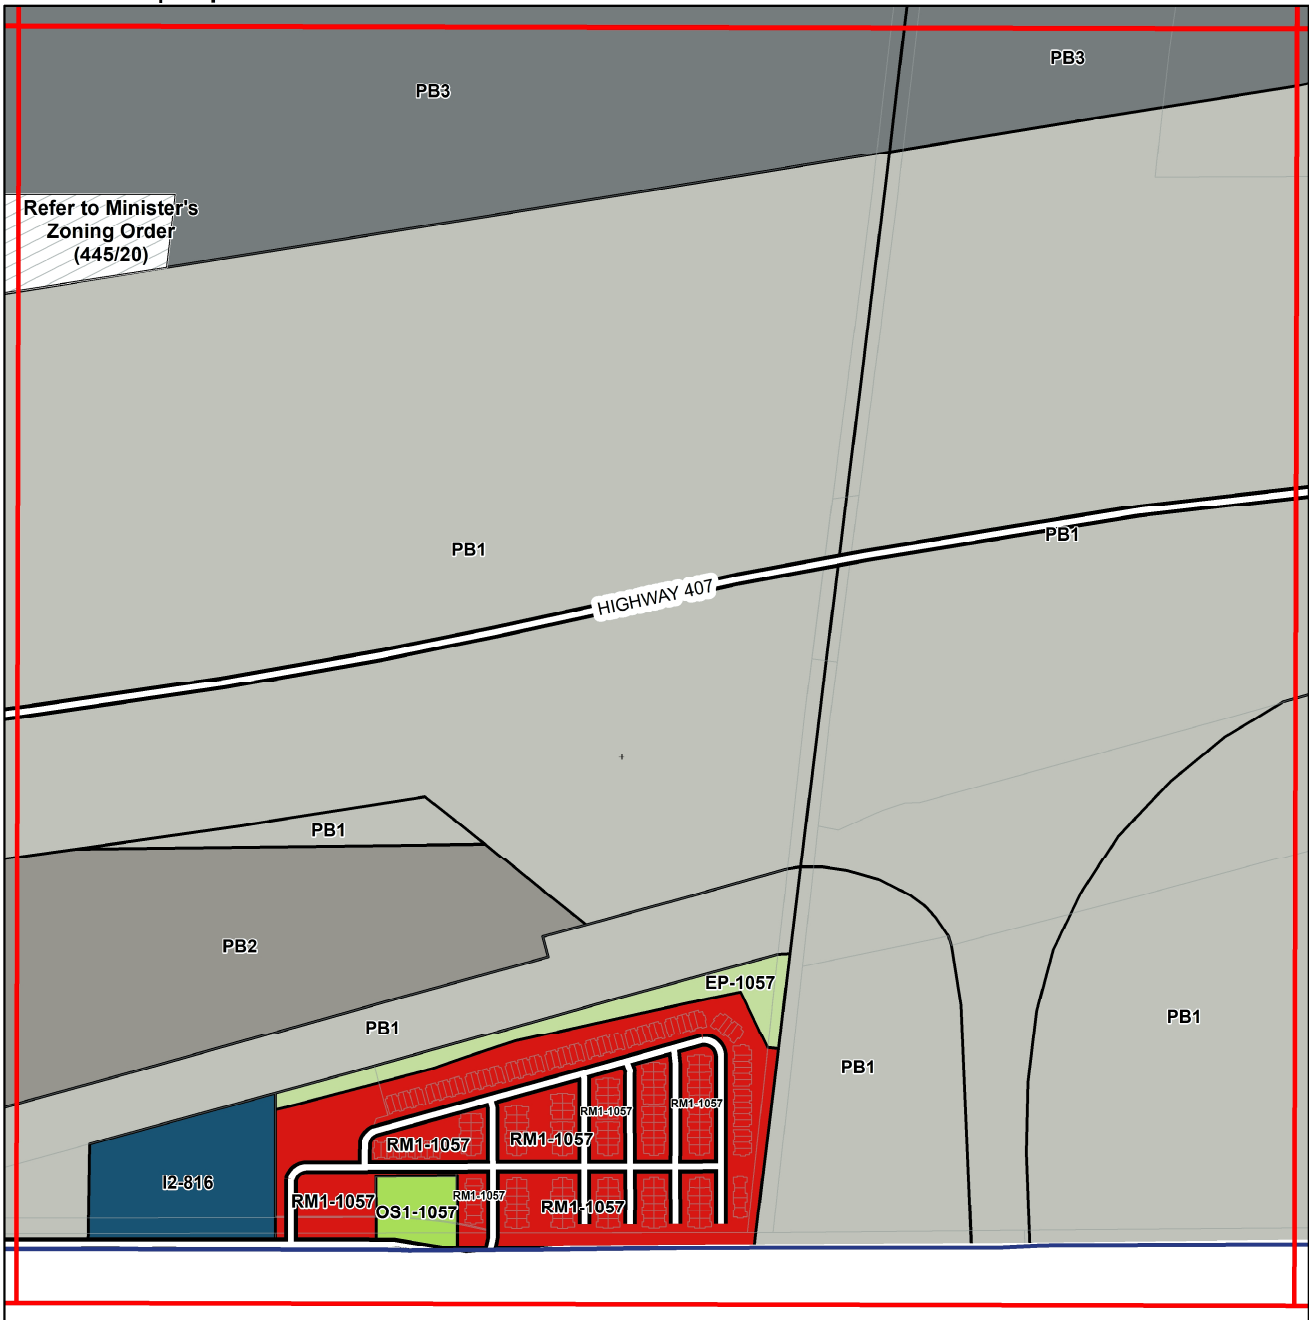 PB3
PB3
Refer to Minister's
Zoning Order
(445/20)
PB1
PB1
HIGHWAY 407
PB1
PB2
EP-1057
PB1
PB1
PB1
RM1-1057
RM1-1057
RM1-1057
RM1-1057
I2-816
RM1-1057
RM1-1057
OS1-1057
RM1-1057